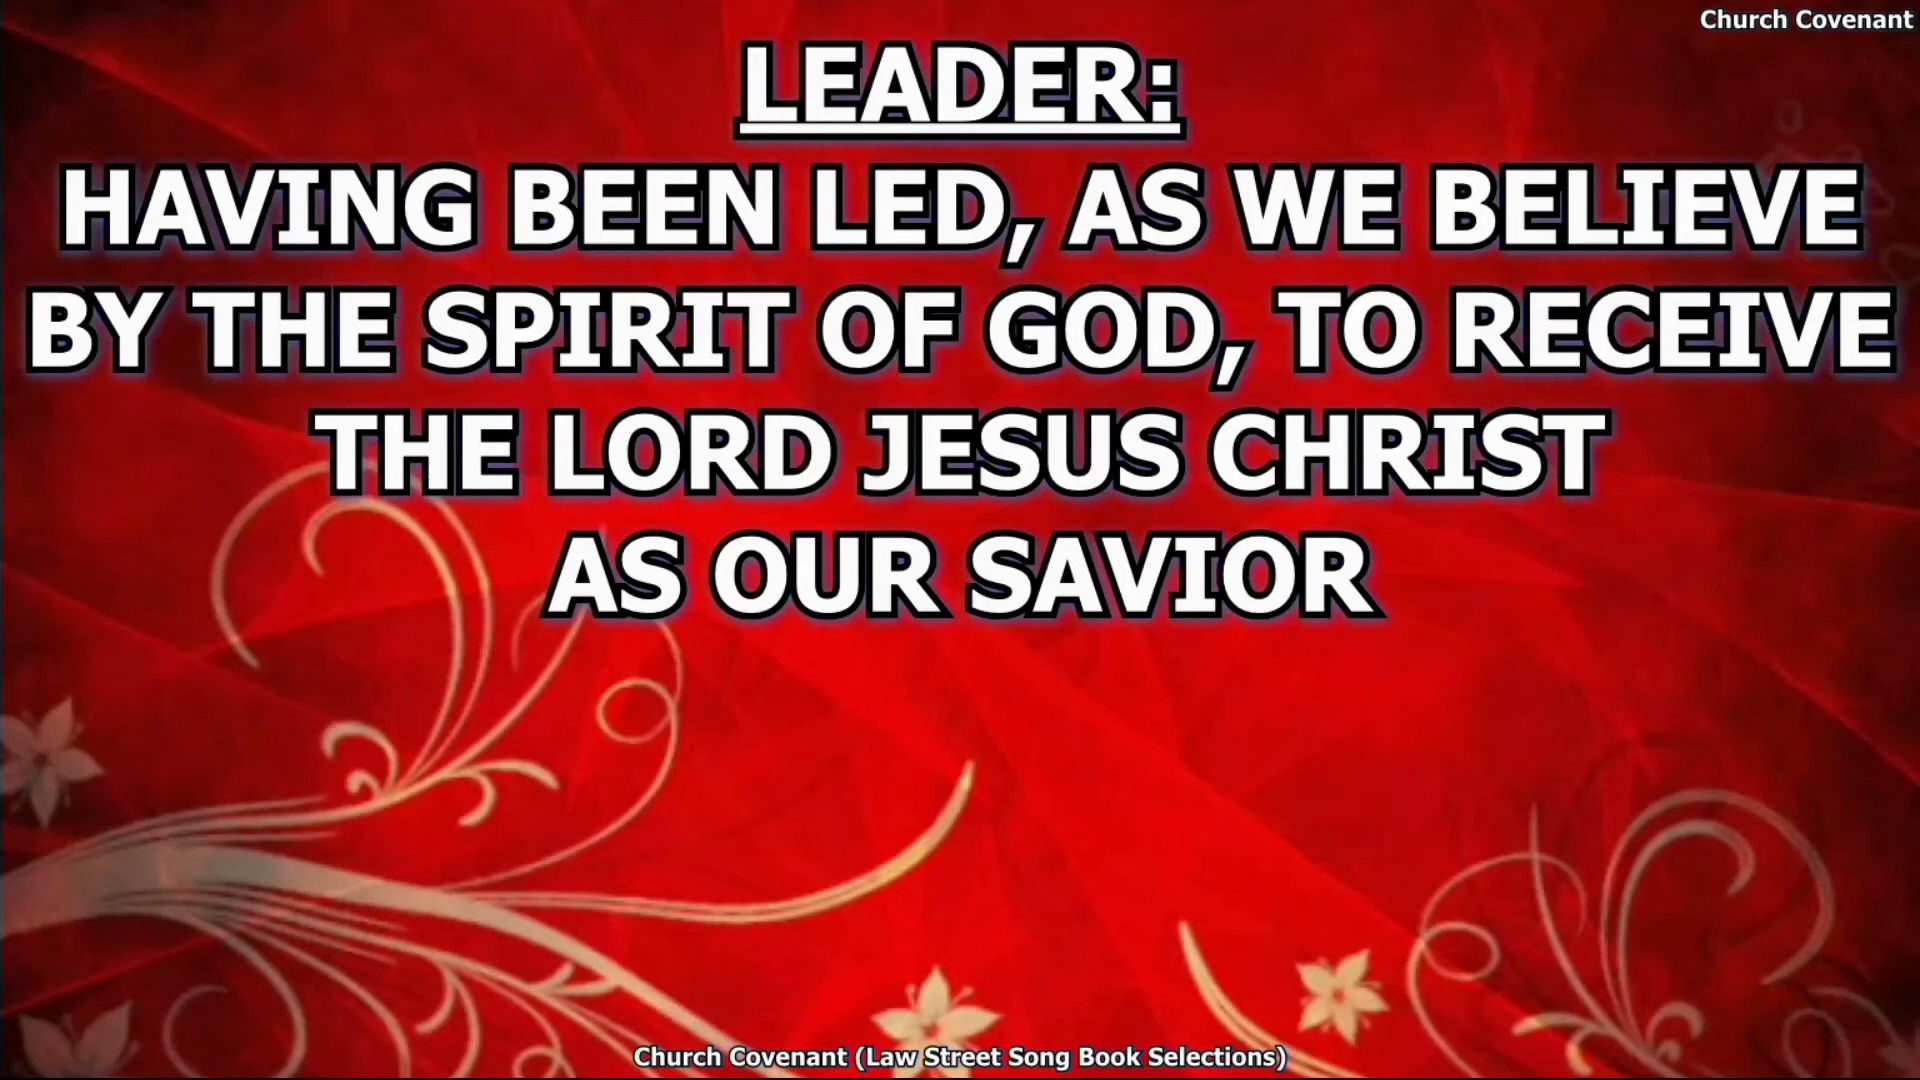 Church Covenant
LEADER:
HAVING BEEN LED, AS WE BELIEVE
BY THE SPIRIT OF GOD, TO RECEIVE
THE LORD JESUS CHRIST
AS OUR SAVIOR
Church Covenant (Law Street Song Book Selections)